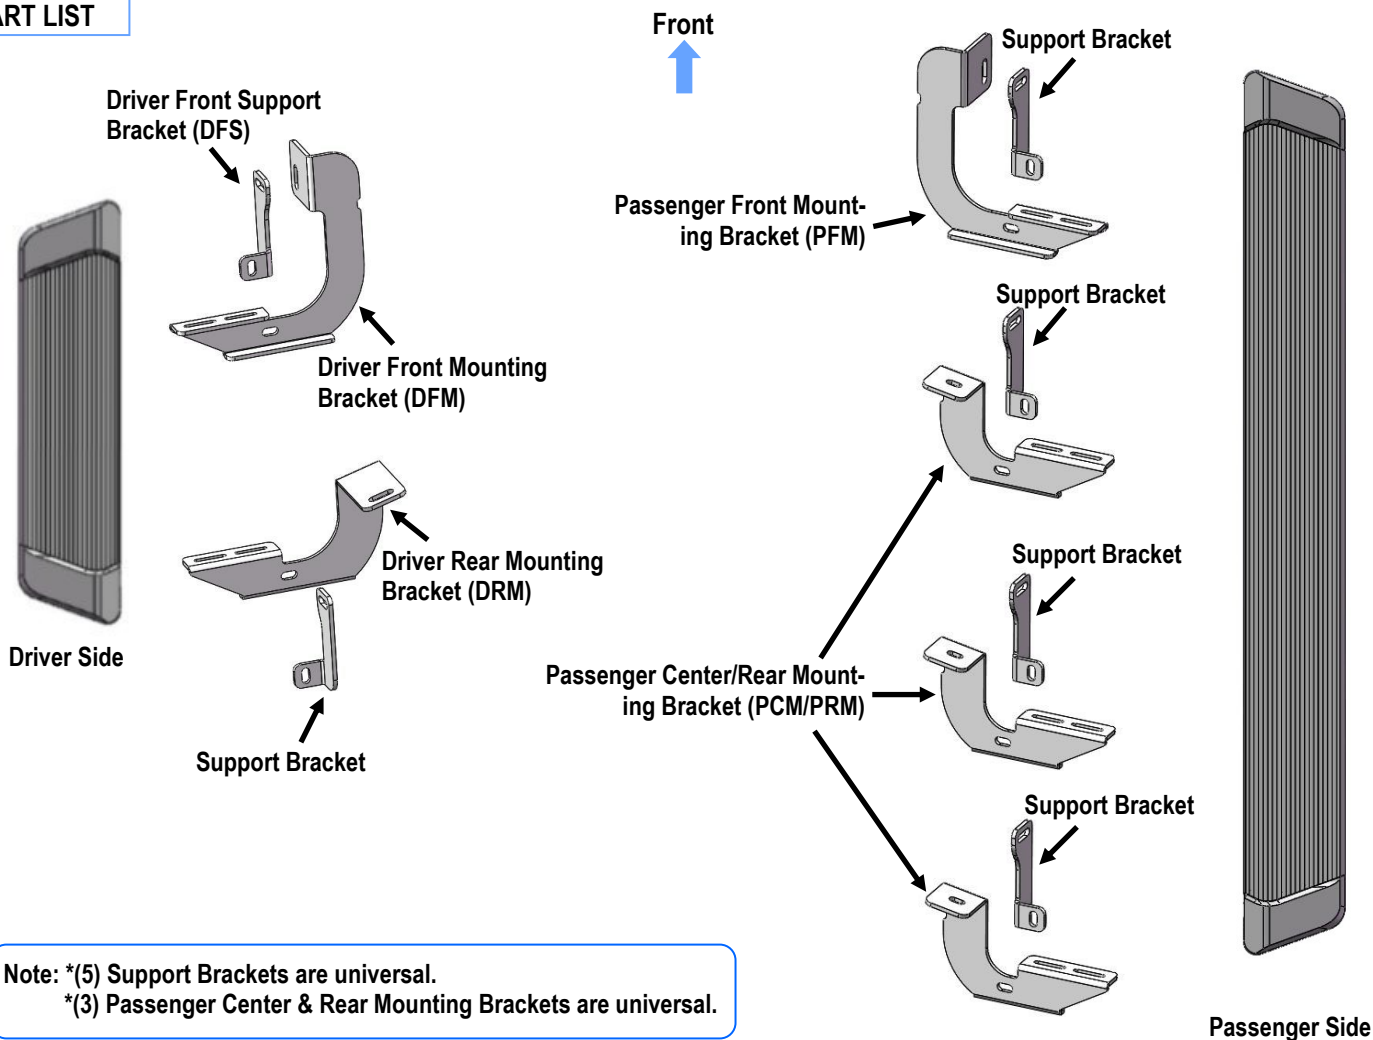 ART LIST
Front
Support Bracket
Driver Front Support
Bracket (DFS)
Passenger Front Mount-
ing Bracket (PFM)
Support Bracket
Driver Front Mounting
Bracket (DFM)
Driver Rear Mounting
Bracket (DRM)
Support Bracket
Driver Side
Passenger Center/Rear Mount-
ing Bracket (PCM/PRM)
Support Bracket
Support Bracket
Note: *(5) Support Brackets are universal.
*(3) Passenger Center & Rear Mounting Brackets are universal.
Passenger Side